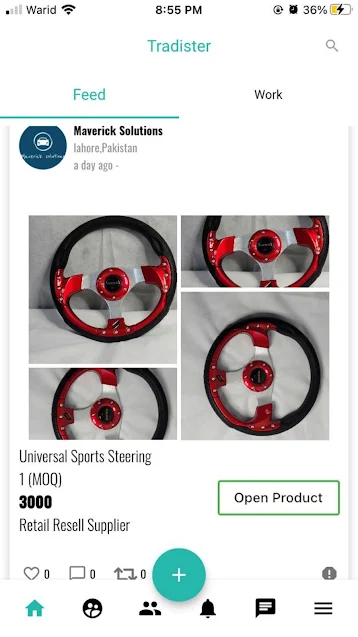 Warid 8:55 PM 36%
Tradister
Feed Work
Maverick Solutions
lahore,Pakistan
a day ago -
Universal Sports Steering
1 (MOQ)
3000
Open Product
Retail Resell Supplier
0 0 0